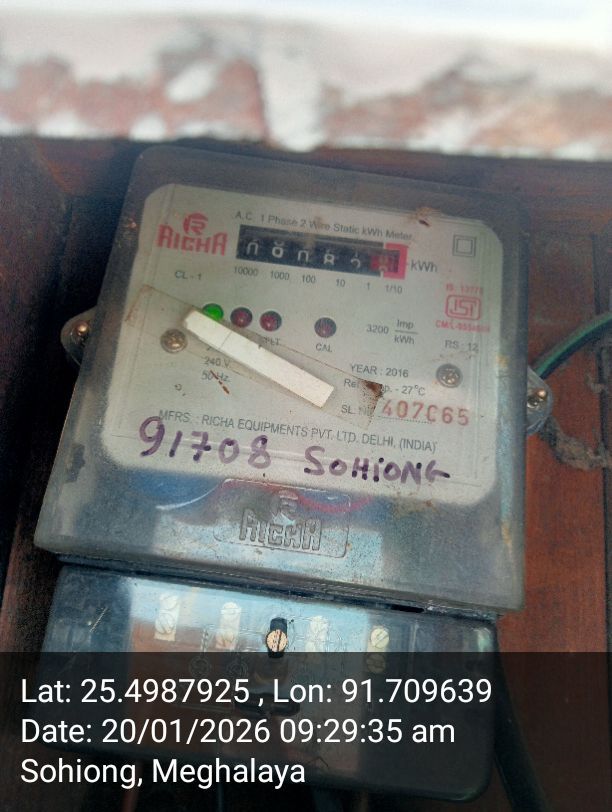 A.C. 1 Phase 2 Wire Static kWh Meter
RICHA
kWh
10000 1000 100 10 1 1/10
CL - 1
IS 13779
ISI
3200 Imp/kWh
CAL
RS : 12
240 V
50 Hz.
YEAR : 2016
- 27°C
SL.No
MFRS. : RICHA EQUIPMENTS PVT. LTD. DELHI, (INDIA)
91708 SOHIONG
RICHA
Lat: 25.4987925 , Lon: 91.709639
Date: 20/01/2026 09:29:35 am
Sohiong, Meghalaya